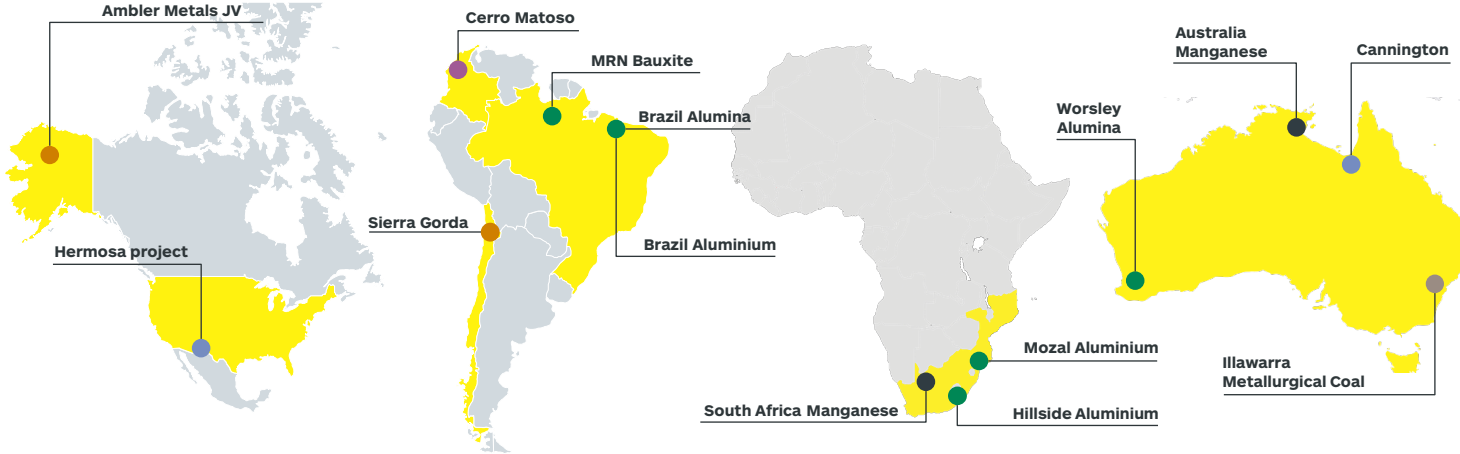 Ambler Metals JV
Hermosa project
Cerro Matoso
MRN Bauxite
Brazil Alumina
Sierra Gorda
Brazil Aluminium
Mozal Aluminium
South Africa Manganese
Hillside Aluminium
Australia
Manganese
Cannington
Worsley
Alumina
Illawarra
Metallurgical Coal